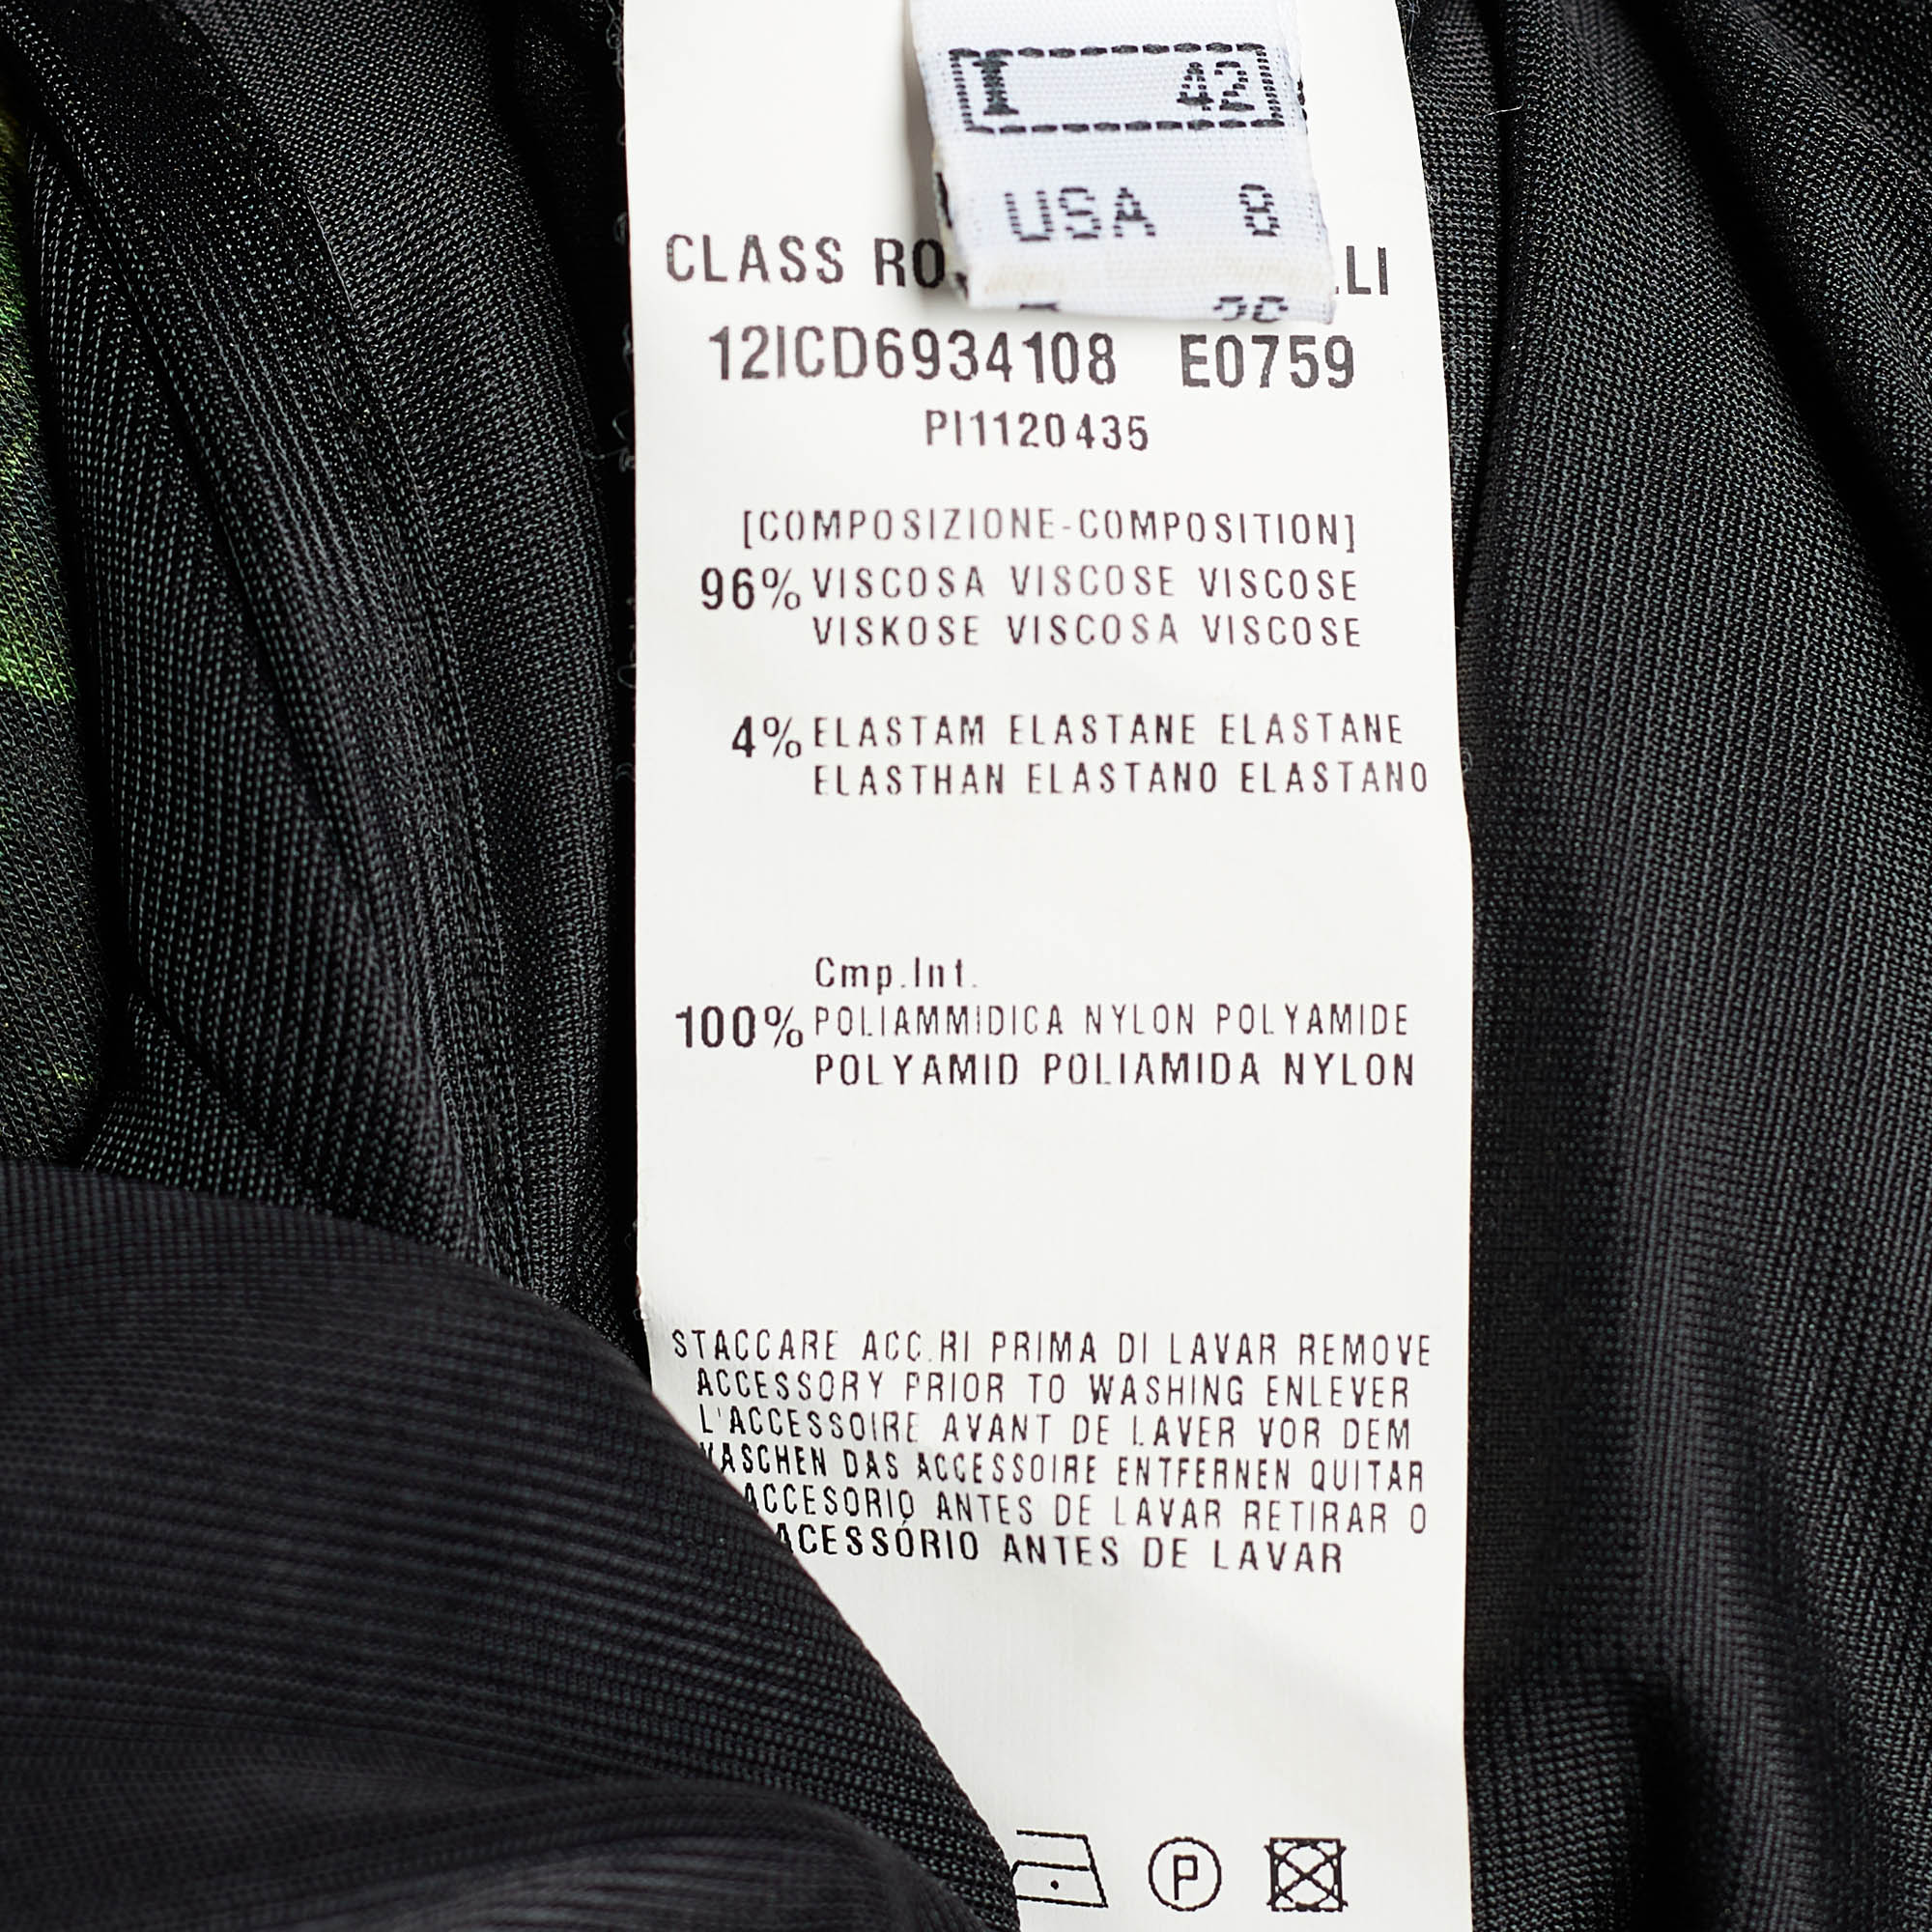 I 42
USA 8
CLASS
12ICD6934108 E0759
PI1120435
[COMPOSIZIONE-COMPOSITION]
96% VISCOSA VISCOSE VISCOSE
VISKOSE VISCOSA VISCOSE
4% ELASTAM ELASTANE ELASTANE
ELASTHAN ELASTANO ELASTANO
Cmp.Int.
100% POLIAMMIDICA NYLON POLYAMIDE
POLYAMID POLIAMIDA NYLON
STACCARE ACC.RI PRIMA DI LAVAR REMOVE
ACCESSORY PRIOR TO WASHING ENLEVER
L'ACCESSOIRE AVANT DE LAVER VOR DEM
WASCHEN DAS ACCESSOIRE ENTFERNEN QUITAR
ACCESORIO ANTES DE LAVAR RETIRAR O
ACESSÓRIO ANTES DE LAVAR
P